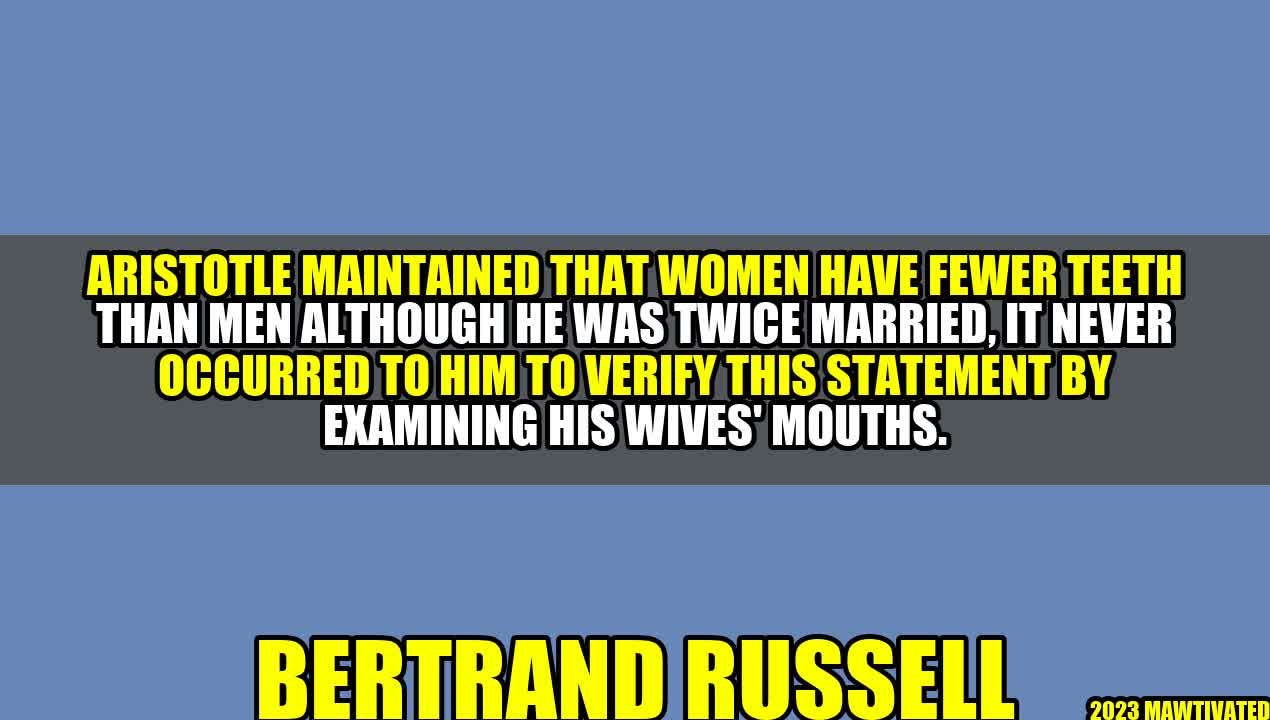 ARISTOTLE MAINTAINED THAT WOMEN HAVE FEWER TEETH
THAN MEN ALTHOUGH HE WAS TWICE MARRIED, IT NEVER
OCCURRED TO HIM TO VERIFY THIS STATEMENT BY
EXAMINING HIS WIVES' MOUTHS.
BERTRAND RUSSELL
2023 MAWTIVATED